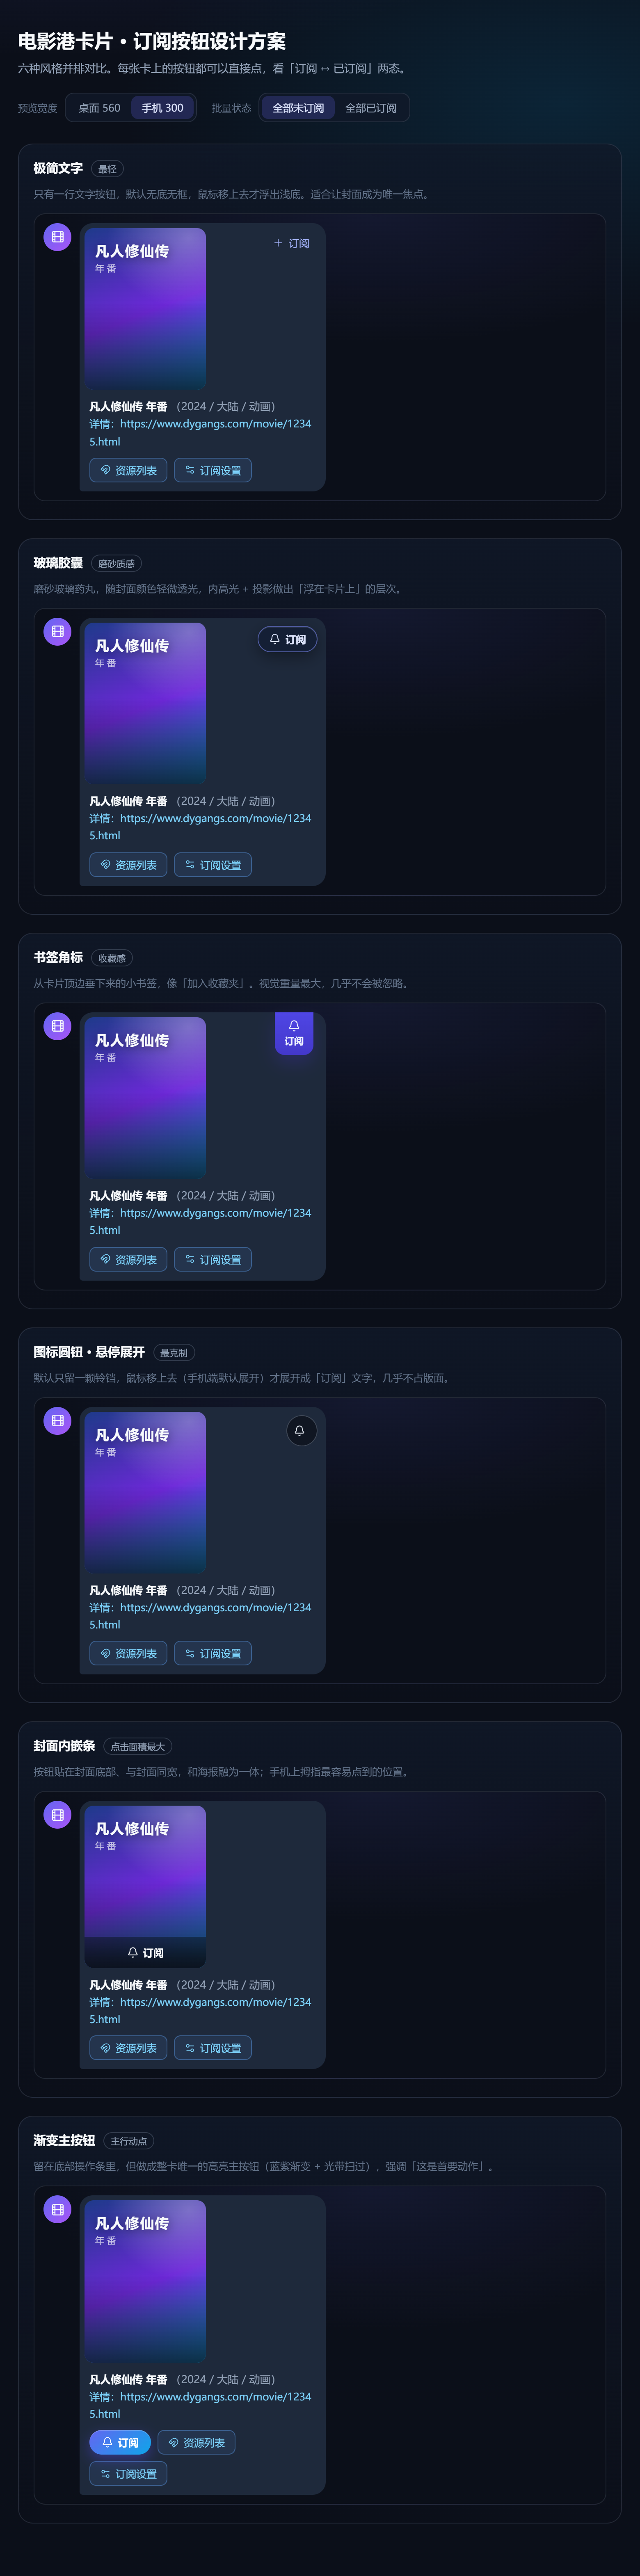 电影港卡片 · 订阅按钮设计方案
六种风格并排对比。每张卡上的按钮都可以直接点，看「订阅 ↔ 已订阅」两态。
预览宽度 桌面 560 手机 300 批量状态 全部未订阅 全部已订阅
极简文字 最轻
只有一行文字按钮，默认无底无框，鼠标移上去才浮出浅底。适合让封面成为唯一焦点。
凡人修仙传
年番
+ 订阅
凡人修仙传 年番 （2024 / 大陆 / 动画）
详情：https://www.dygangs.com/movie/1234
5.html
资源列表 订阅设置
玻璃胶囊 磨砂质感
磨砂玻璃药丸，随封面颜色轻微透光，内高光 + 投影做出「浮在卡片上」的层次。
凡人修仙传
年番
订阅
凡人修仙传 年番 （2024 / 大陆 / 动画）
详情：https://www.dygangs.com/movie/1234
5.html
资源列表 订阅设置
书签角标 收藏感
从卡片顶边垂下来的小书签，像「加入收藏夹」。视觉重量最大，几乎不会被忽略。
凡人修仙传
年番
订阅
凡人修仙传 年番 （2024 / 大陆 / 动画）
详情：https://www.dygangs.com/movie/1234
5.html
资源列表 订阅设置
图标圆钮 · 悬停展开 最克制
默认只留一颗铃铛，鼠标移上去（手机端默认展开）才展开成「订阅」文字，几乎不占版面。
凡人修仙传
年番
凡人修仙传 年番 （2024 / 大陆 / 动画）
详情：https://www.dygangs.com/movie/1234
5.html
资源列表 订阅设置
封面内嵌条 点击面積最大
按钮贴在封面底部、与封面同宽，和海报融为一体；手机上拇指最容易点到的位置。
凡人修仙传
年番
订阅
凡人修仙传 年番 （2024 / 大陆 / 动画）
详情：https://www.dygangs.com/movie/1234
5.html
资源列表 订阅设置
渐变主按钮 主行动点
留在底部操作条里，但做成整卡唯一的高亮主按钮（蓝紫渐变 + 光带扫过），强调「这是首要动作」。
凡人修仙传
年番
凡人修仙传 年番 （2024 / 大陆 / 动画）
详情：https://www.dygangs.com/movie/1234
5.html
订阅 资源列表
订阅设置